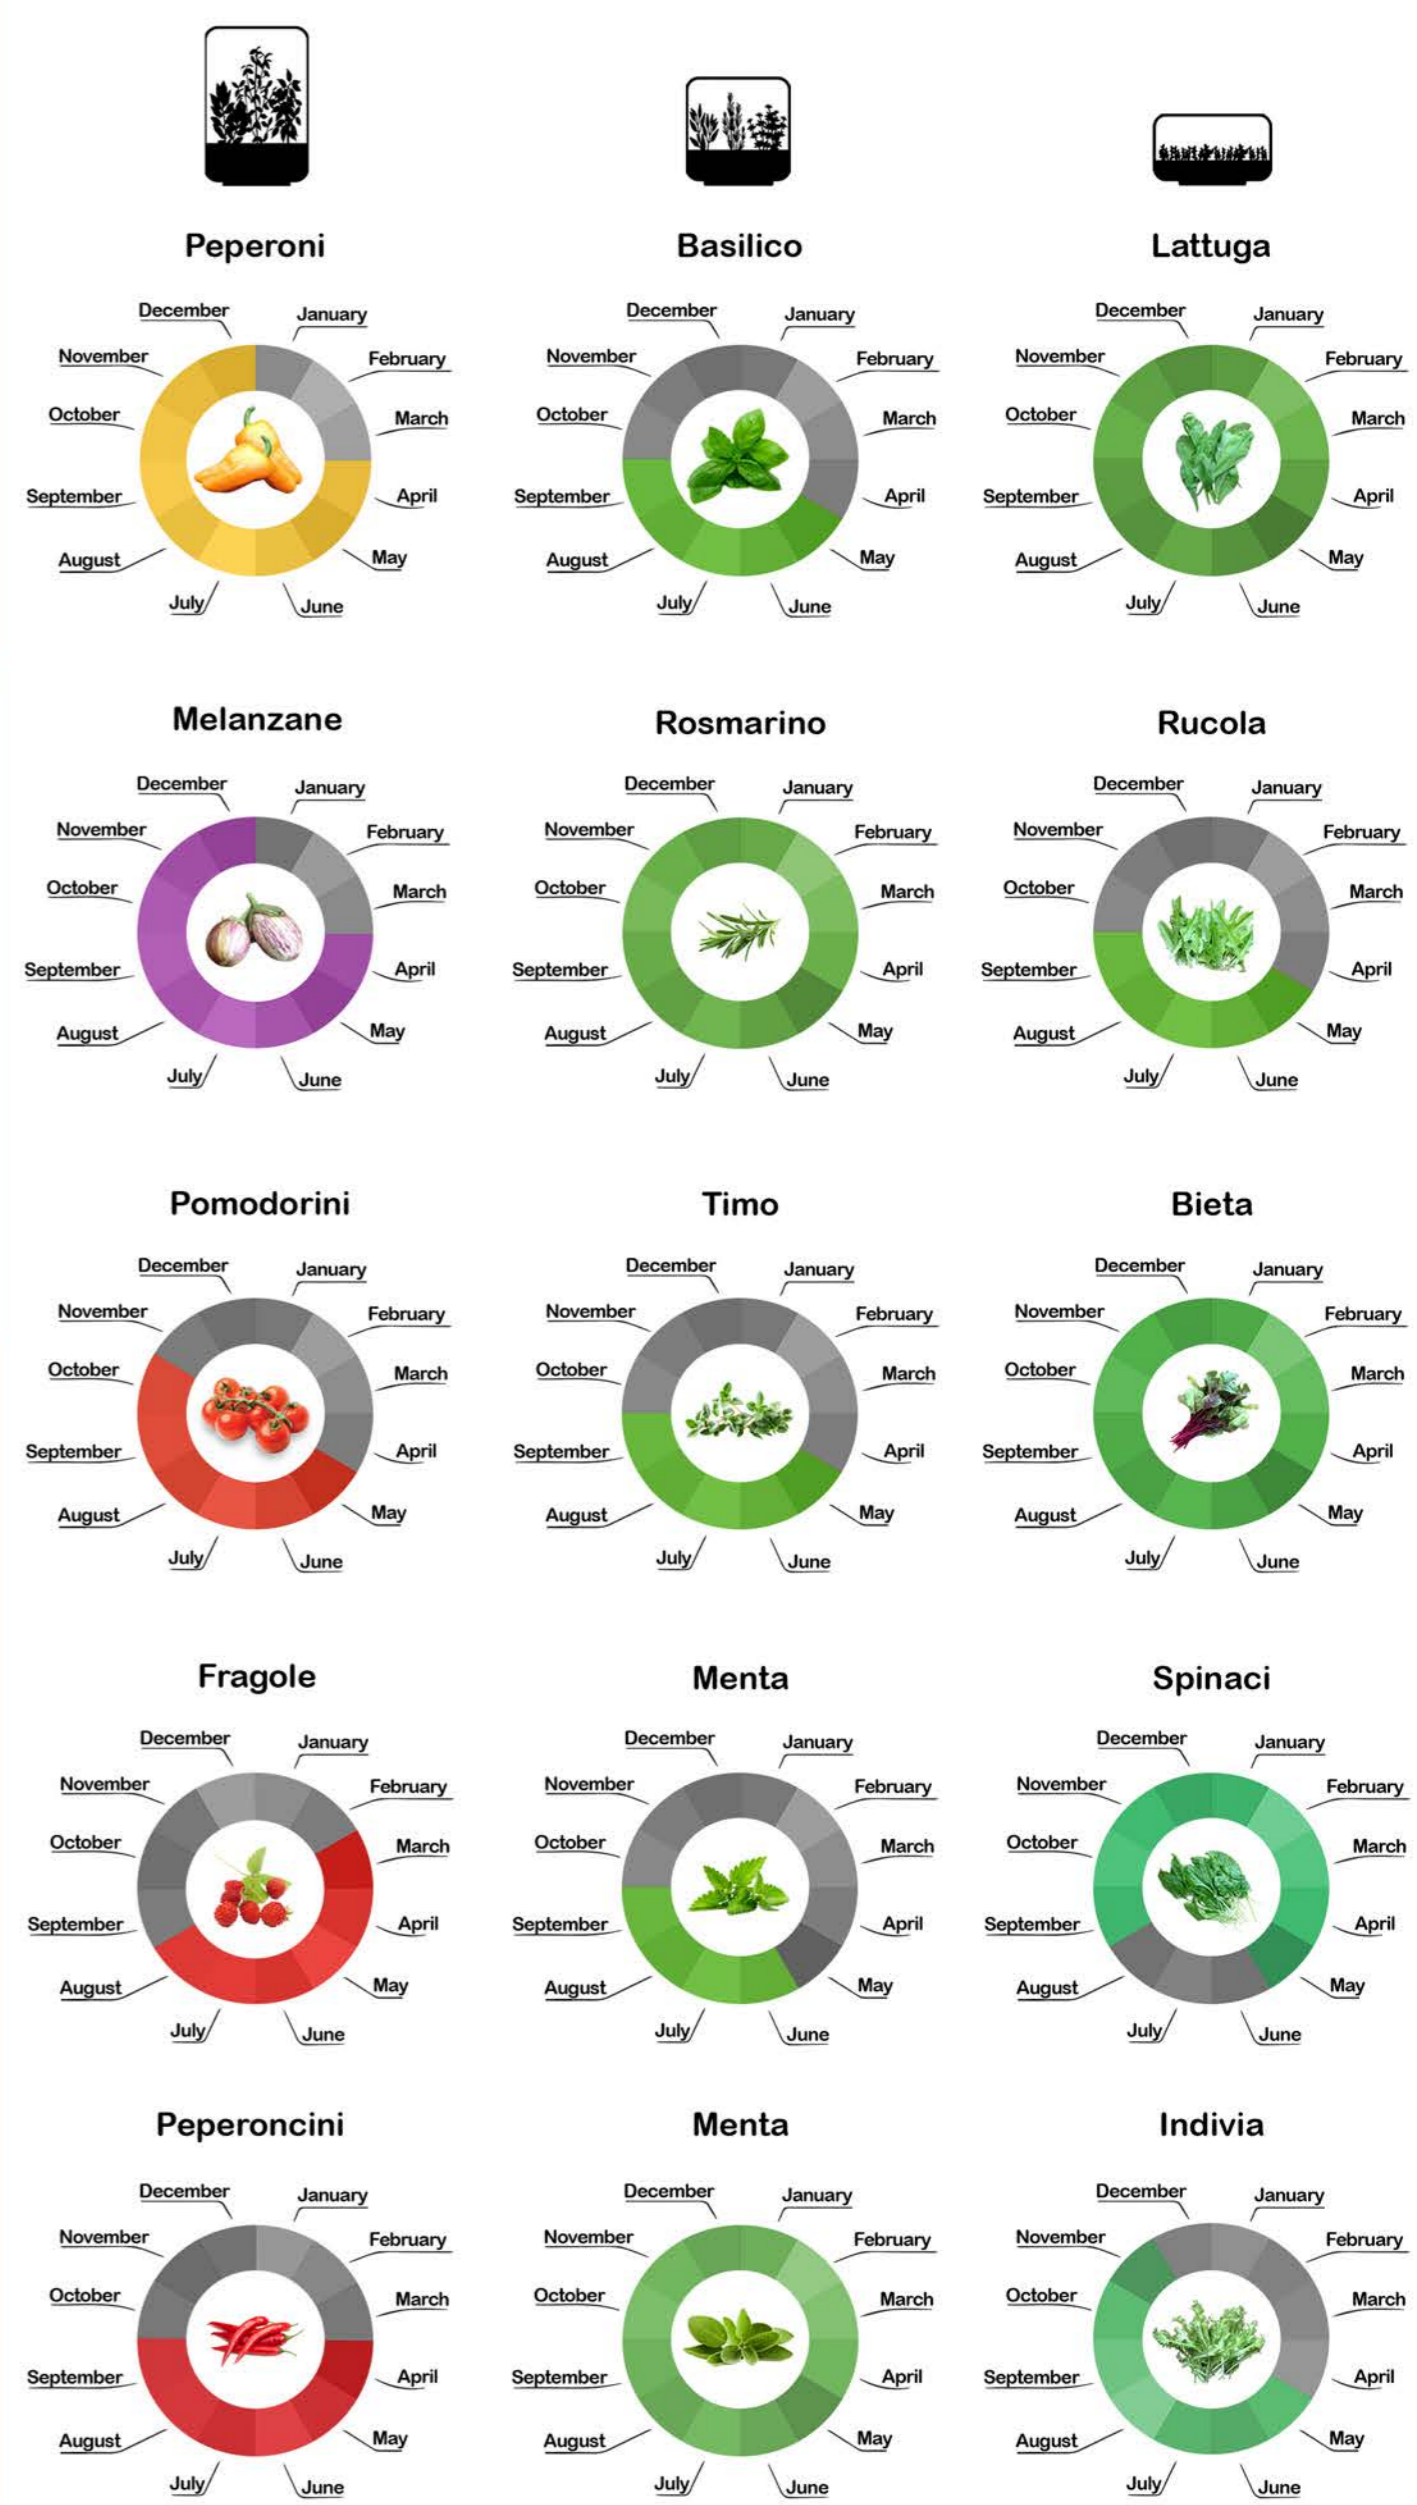 Peperoni
Basilico
Lattuga
December
January
November
February
October
March
September
April
August
May
July
June
December
January
November
February
October
March
September
April
August
May
July
June
December
January
November
February
October
March
September
April
August
May
July
June
Melanzane
Rosmarino
Rucola
December
January
November
February
October
March
September
April
August
May
July
June
December
January
November
February
October
March
September
April
August
May
July
June
December
January
November
February
October
March
September
April
August
May
July
June
Pomodorini
Timo
Bieta
December
January
November
February
October
March
September
April
August
May
July
June
December
January
November
February
October
March
September
April
August
May
July
June
December
January
November
February
October
March
September
April
August
May
July
June
Fragole
Menta
Spinaci
December
January
November
February
October
March
September
April
August
May
July
June
December
January
November
February
October
March
September
April
August
May
July
June
December
January
November
February
October
March
September
April
August
May
July
June
Peperoncini
Menta
Indivia
December
January
November
February
October
March
September
April
August
May
July
June
December
January
November
February
October
March
September
April
August
May
July
June
December
January
November
February
October
March
September
April
August
May
July
June